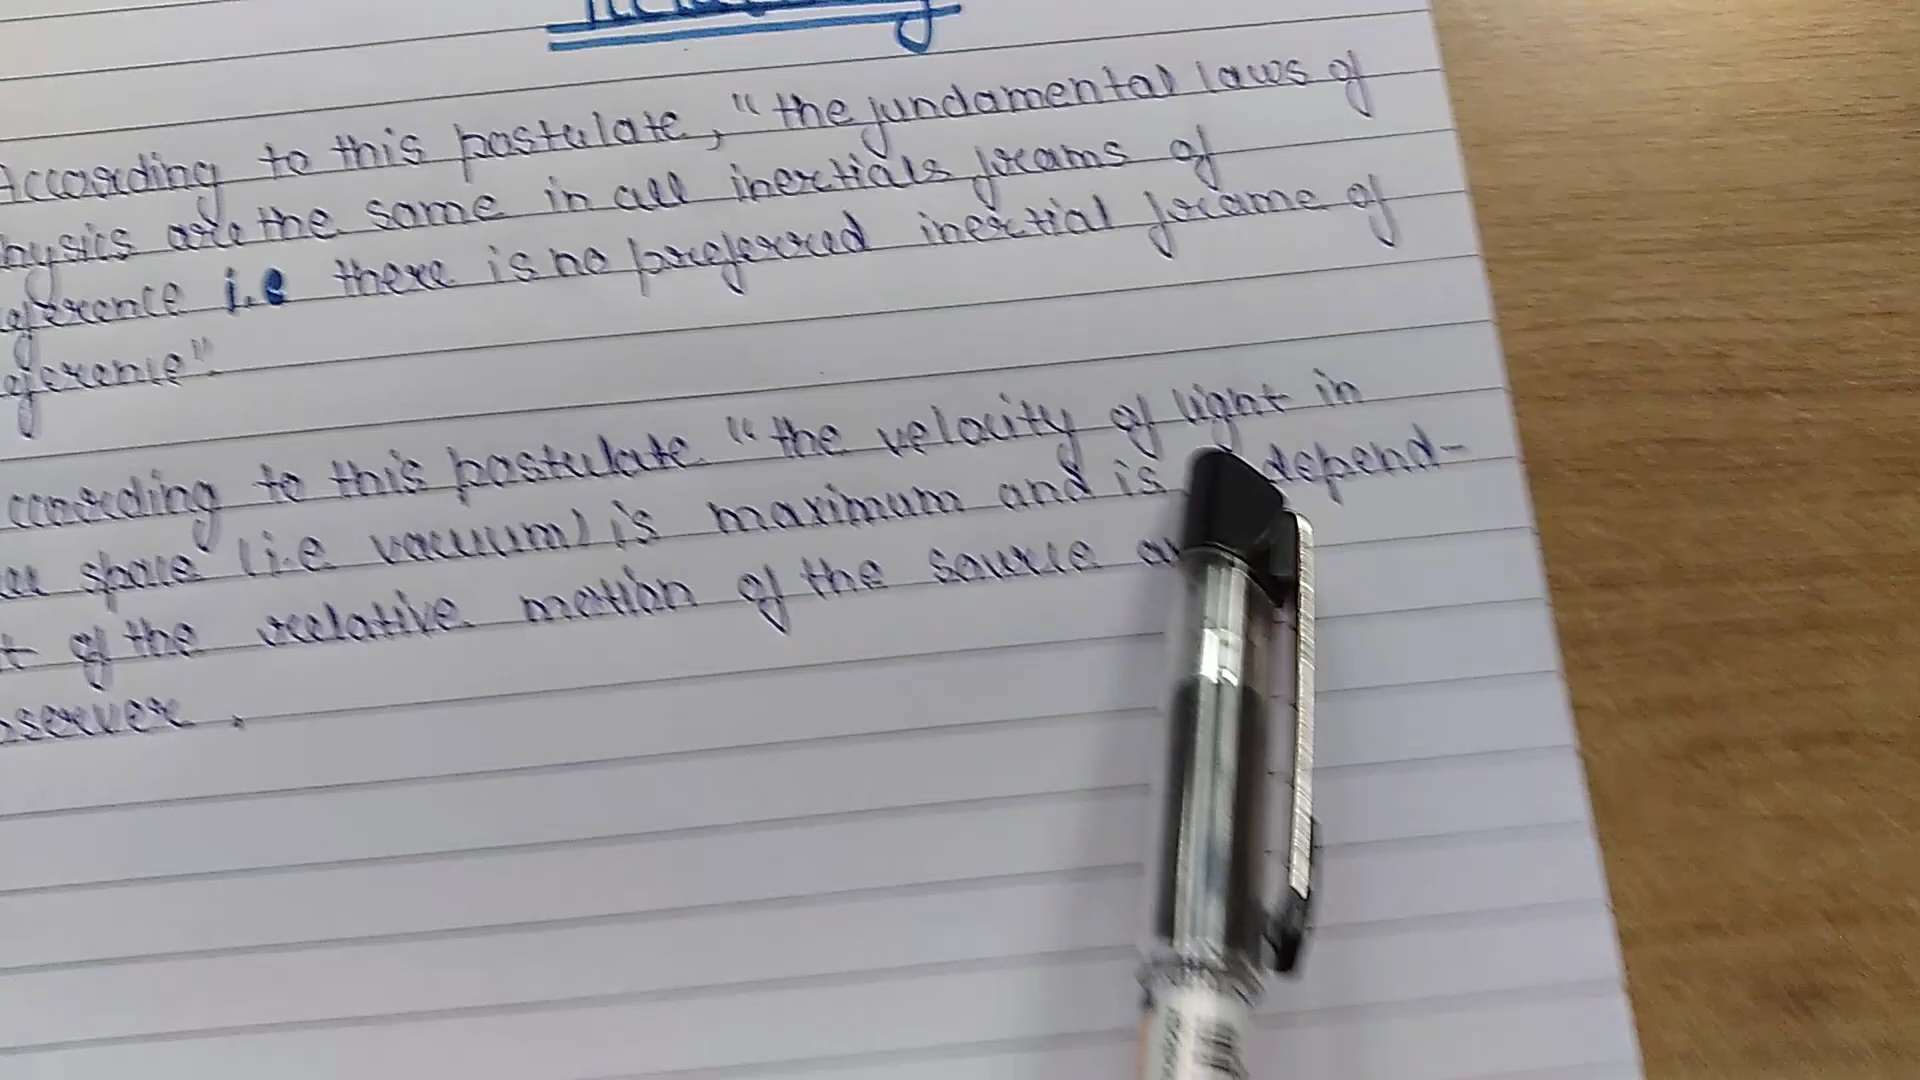 According to this postulate, "the fundamental laws of
hysics are the same in all inertials frams of
eference i.e there is no preferred inertial frame of
eference".
ccording to this postulate "the velocity of light in
space (i.e vacuum) is maximum and is depend-
t of the relative motion of the source
bserver.